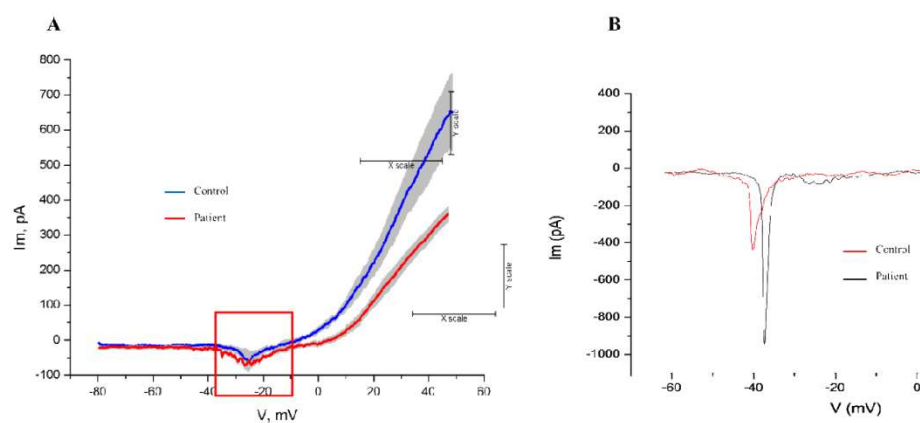 A
800
700
600
500
400
300
200
100
0
-100
-80
-60
-40
-20
0
20
40
60
Im, pA
V, mV
Control
Patient
X scale
Y scale
X scale
Y scale
B
400
200
0
-200
-400
-600
-800
-1000
-60
-40
-20
0
Im (pA)
V (mV)
Control
Patient